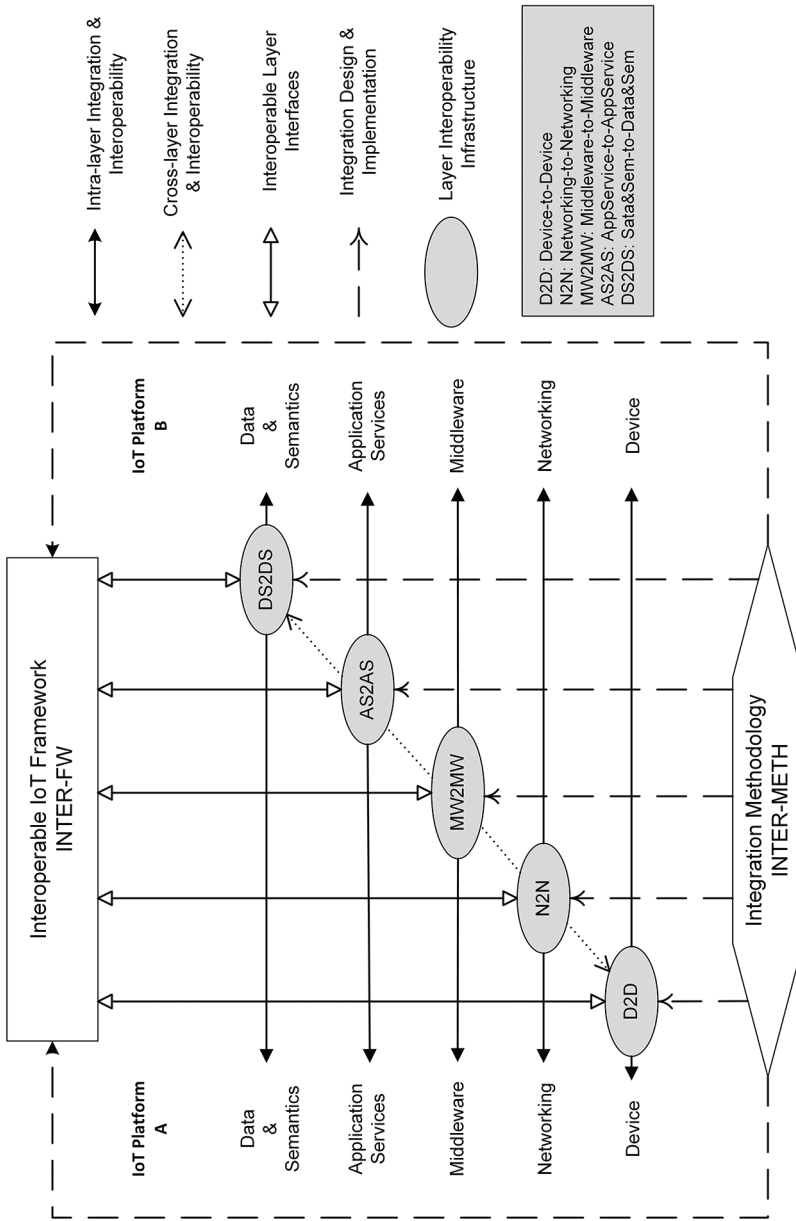 Interoperable IoT Framework
INTER-FW
IoT Platform
A
IoT Platform
B
Data
&
Semantics
DS2DS
Data
&
Semantics
Application
Services
AS2AS
Application
Services
Middleware
MW2MW
Middleware
Networking
N2N
Networking
Device
D2D
Device
Integration Methodology
INTER-METH
Intra-layer Integration &
Interoperability
Cross-layer Integration
& Interoperability
Interoperable Layer
Interfaces
Integration Design &
Implementation
Layer Interoperability
Infrastructure
D2D: Device-to-Device
N2N: Networking-to-Networking
MW2MW: Middleware-to-Middleware
AS2AS: AppService-to-AppService
DS2DS: Sata&Sem-to-Data&Sem